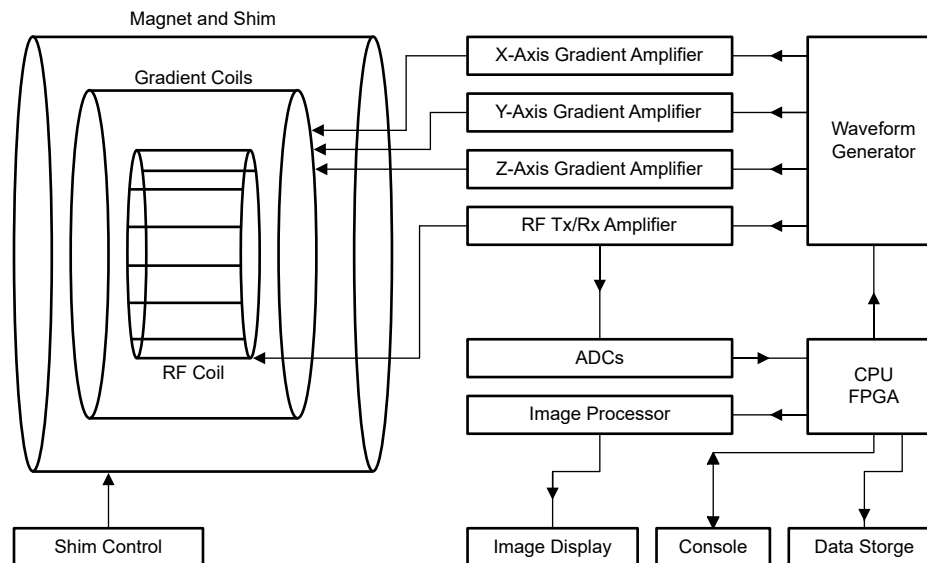 Magnet and Shim
Gradient Coils
RF Coil
Shim Control
X-Axis Gradient Amplifier
Y-Axis Gradient Amplifier
Z-Axis Gradient Amplifier
RF Tx/Rx Amplifier
Waveform
Generator
ADCs
CPU
FPGA
Image Processor
Image Display
Console
Data Storge